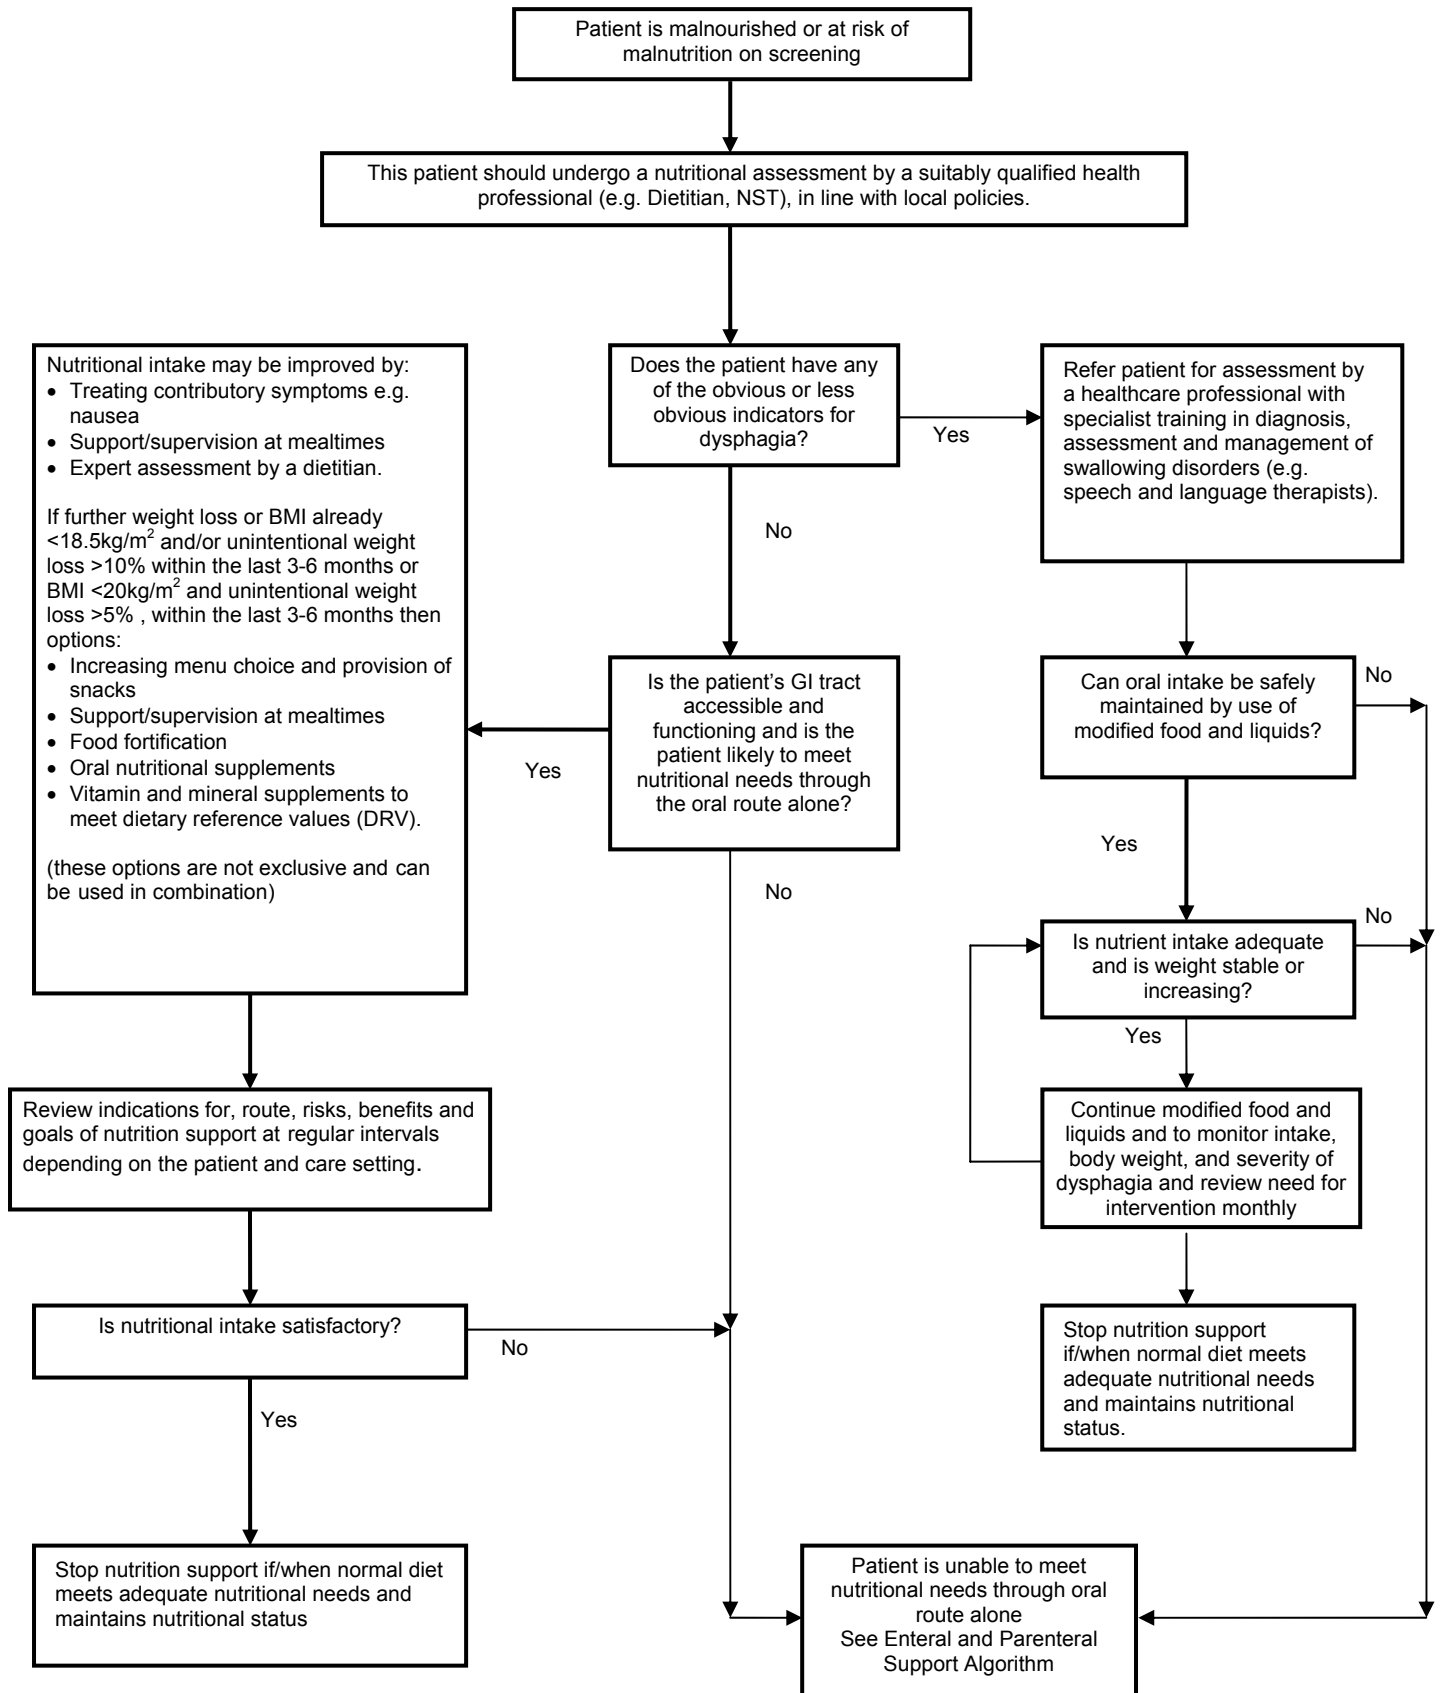 Patient is malnourished or at risk of
malnutrition on screening
This patient should undergo a nutritional assessment by a suitably qualified health
professional (e.g. Dietitian, NST), in line with local policies.
Nutritional intake may be improved by:
• Treating contributory symptoms e.g.
nausea
• Support/supervision at mealtimes
• Expert assessment by a dietitian.
If further weight loss or BMI already
<18.5kg/m² and/or unintentional weight
loss >10% within the last 3-6 months or
BMI <20kg/m² and unintentional weight
loss >5% , within the last 3-6 months then
options:
• Increasing menu choice and provision of
snacks
• Support/supervision at mealtimes
• Food fortification
• Oral nutritional supplements
• Vitamin and mineral supplements to
meet dietary reference values (DRV).
(these options are not exclusive and can
be used in combination)
Does the patient have any
of the obvious or less
obvious indicators for
dysphagia?
Yes
Refer patient for assessment by
a healthcare professional with
specialist training in diagnosis,
assessment and management of
swallowing disorders (e.g.
speech and language therapists).
No
Is the patient's GI tract
accessible and
functioning and is the
patient likely to meet
nutritional needs through
the oral route alone?
Yes
No
Can oral intake be safely
maintained by use of
modified food and liquids?
No
Yes
Is nutrient intake adequate
and is weight stable or
increasing?
No
Yes
Continue modified food and
liquids and to monitor intake,
body weight, and severity of
dysphagia and review need for
intervention monthly
Review indications for, route, risks, benefits and
goals of nutrition support at regular intervals
depending on the patient and care setting.
Is nutritional intake satisfactory?
No
Yes
Stop nutrition support
if/when normal diet meets
adequate nutritional needs
and maintains nutritional
status.
Stop nutrition support if/when normal diet
meets adequate nutritional needs and
maintains nutritional status
Patient is unable to meet
nutritional needs through oral
route alone
See Enteral and Parenteral
Support Algorithm